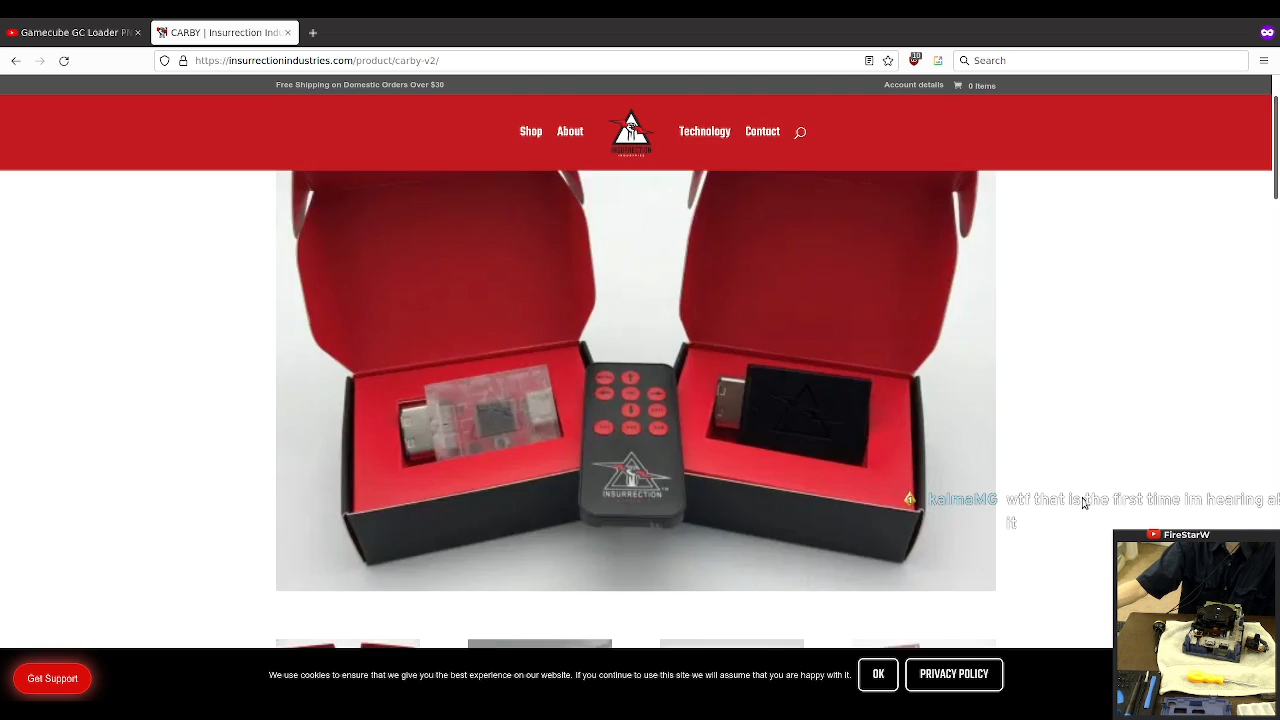 Gamecube GC Loader PN
CARBY | Insurrection Indu
https://insurrectionindustries.com/product/carby-v2/
10
Search
Free Shipping on Domestic Orders Over $30
Account details
0 Items
Shop
About
INSURRECTION
INDUSTRIES
Technology
Contact
INSURRECTION
kalmaMG wtf that is the first time im hearing a
it
FireStarW
Get Support
We use cookies to ensure that we give you the best experience on our website. If you continue to use this site we will assume that you are happy with it.
OK
PRIVACY POLICY